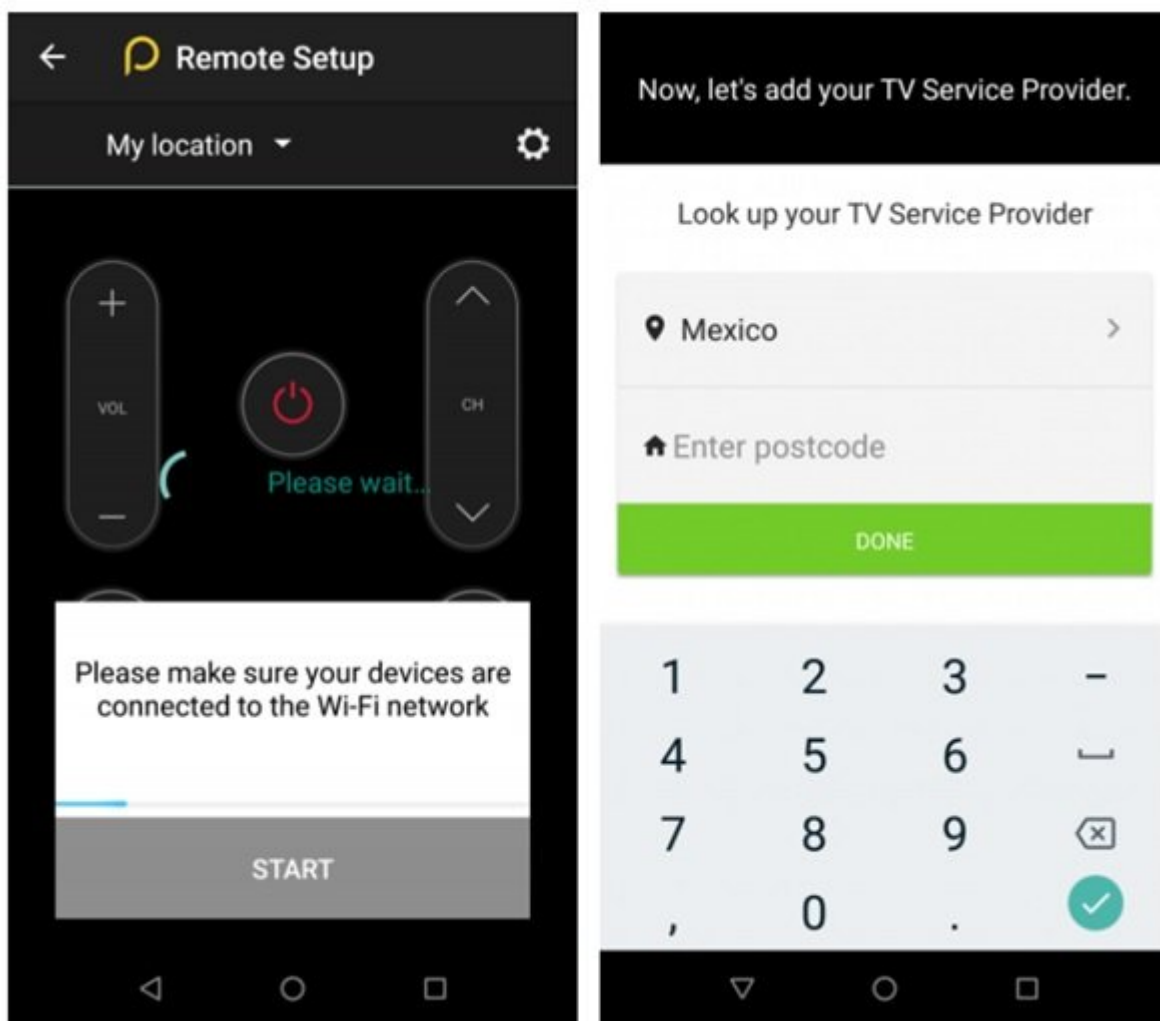 Remote Setup
My location
+
VOL
CH
Please wait...
−
Please make sure your devices are
connected to the Wi-Fi network
START
Now, let's add your TV Service Provider.
Look up your TV Service Provider
Mexico
Enter postcode
DONE
1 2 3 –
4 5 6
7 8 9
, 0 .